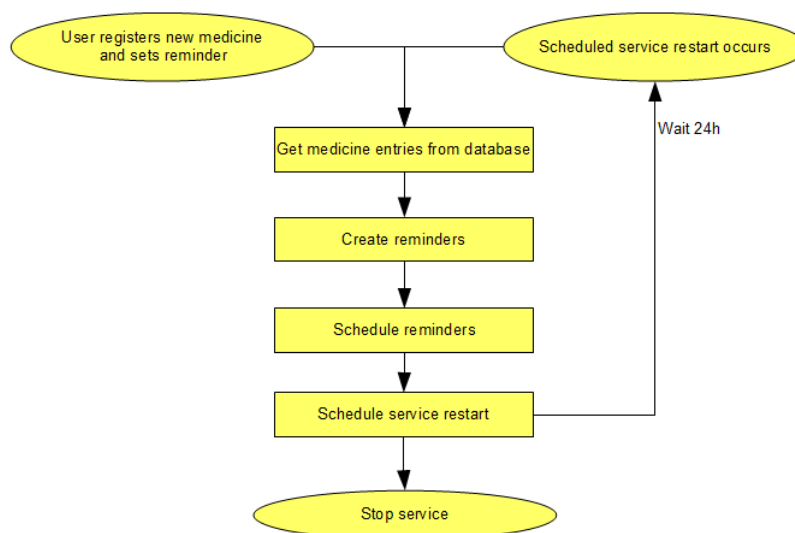 User registers new medicine
and sets reminder
Scheduled service restart occurs
Wait 24h
Get medicine entries from database
Create reminders
Schedule reminders
Schedule service restart
Stop service